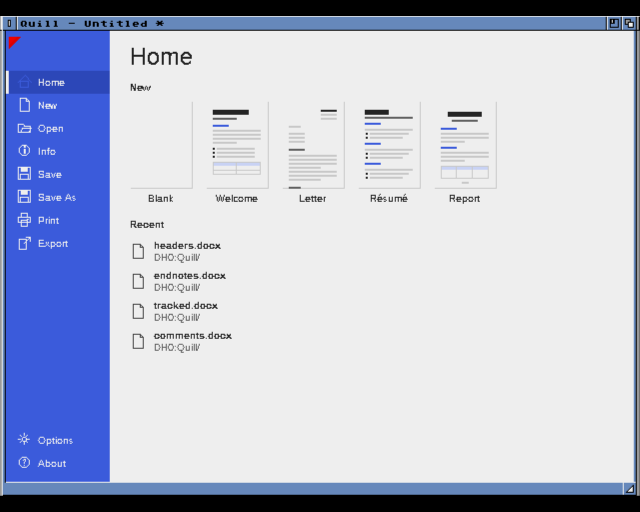 Quill - Untitled *
Home
New
Open
Info
Save
Save As
Print
Export
Options
About
Home
New
Blank
Welcome
Letter
Résumé
Report
Recent
headers.docx
DH0:Quill/
endnotes.docx
DH0:Quill/
tracked.docx
DH0:Quill/
comments.docx
DH0:Quill/